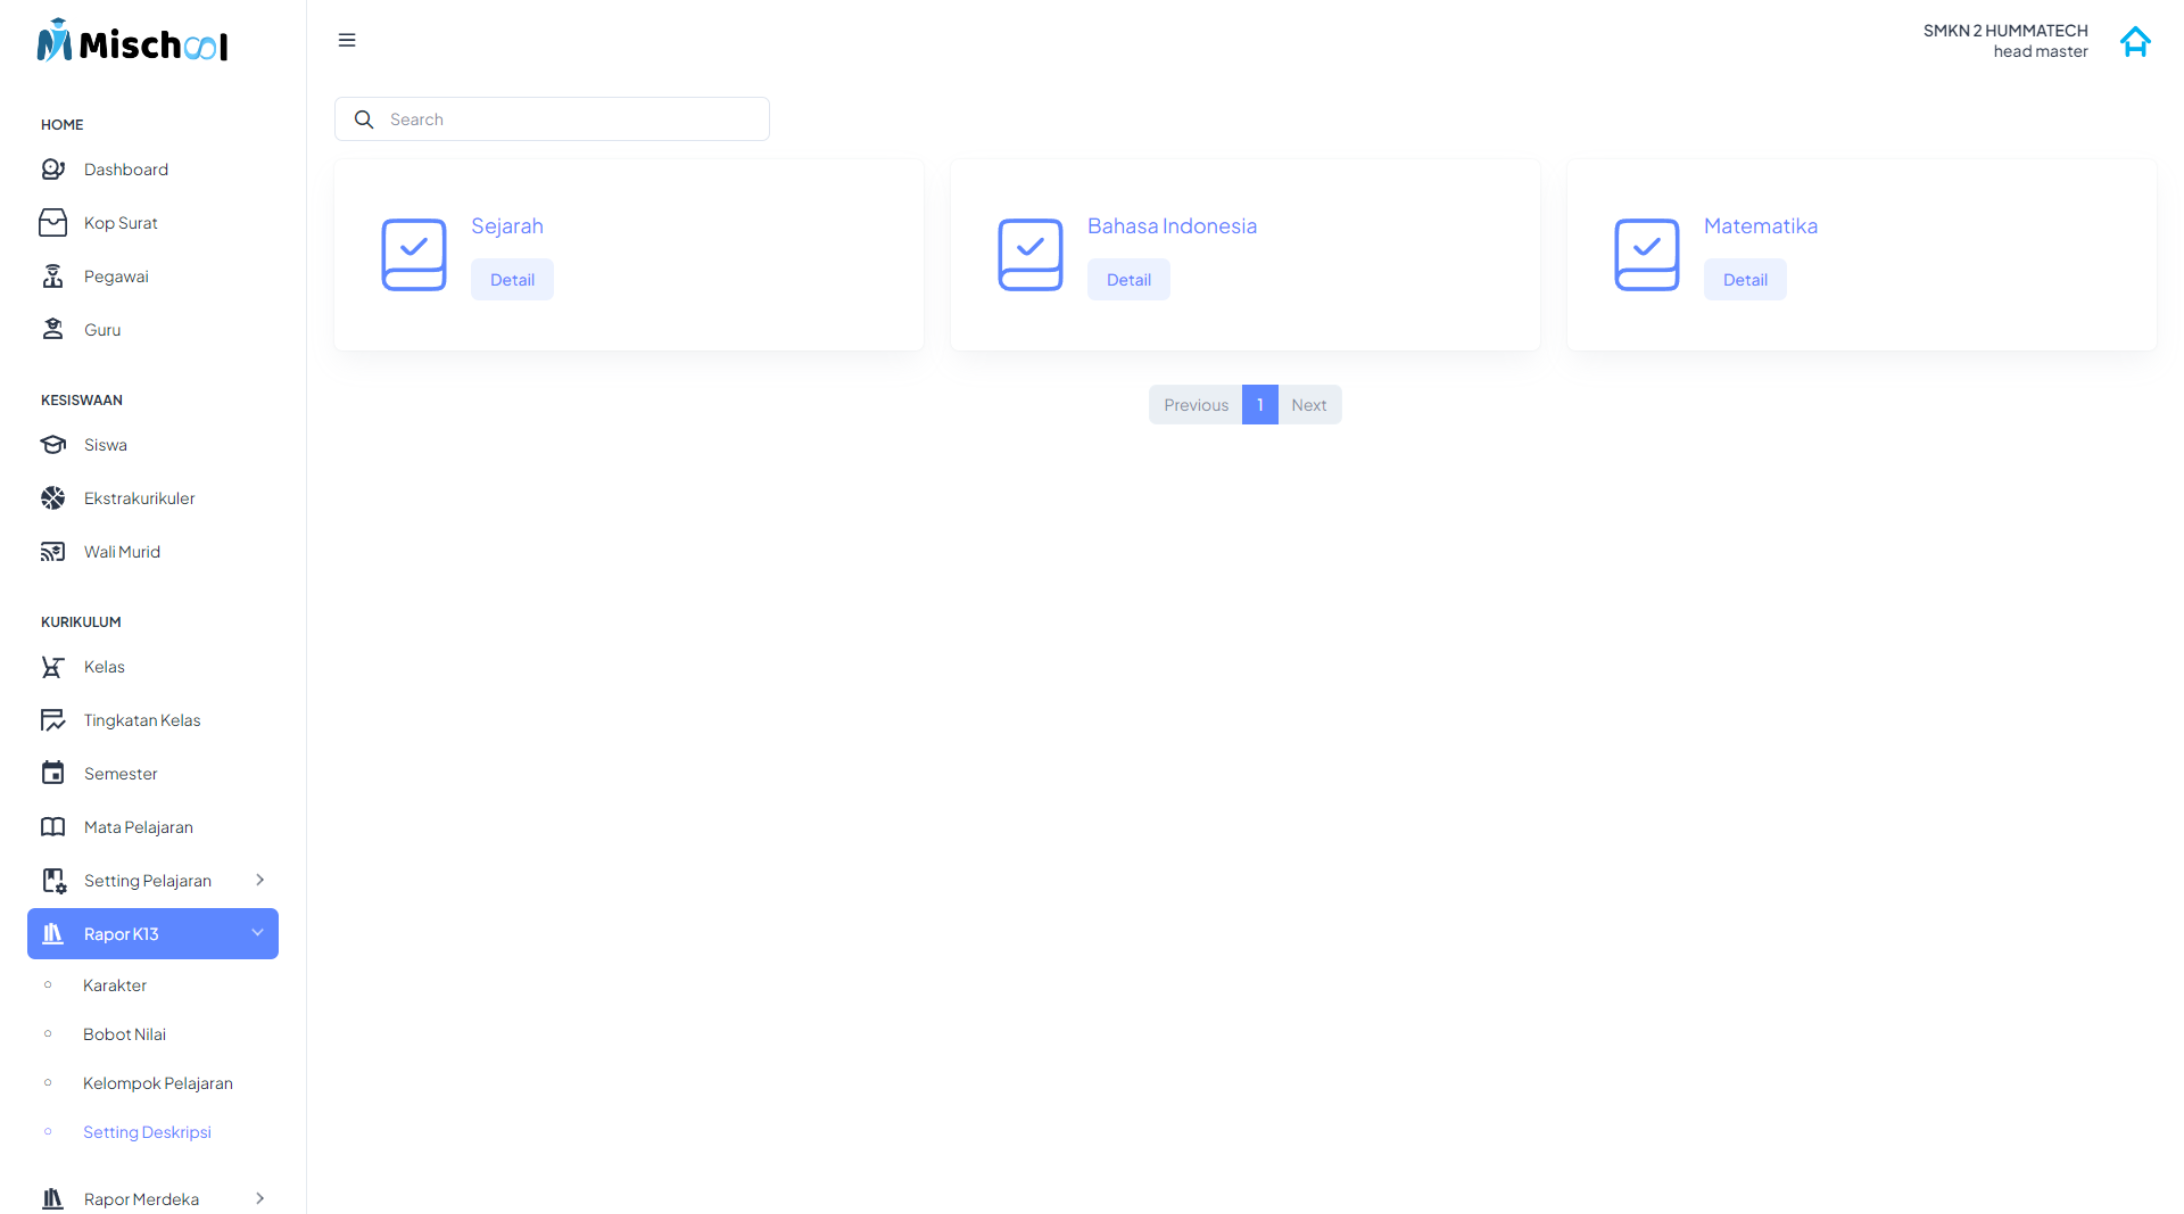 Mischool
SMKN 2 HUMMATECH
head master
HOME
Dashboard
Kop Surat
Pegawai
Guru
KESISWAAN
Siswa
Ekstrakurikuler
Wali Murid
KURIKULUM
Kelas
Tingkatan Kelas
Semester
Mata Pelajaran
Setting Pelajaran
Rapor K13
Karakter
Bobot Nilai
Kelompok Pelajaran
Setting Deskripsi
Rapor Merdeka
Search
Sejarah
Detail
Bahasa Indonesia
Detail
Matematika
Detail
Previous 1 Next